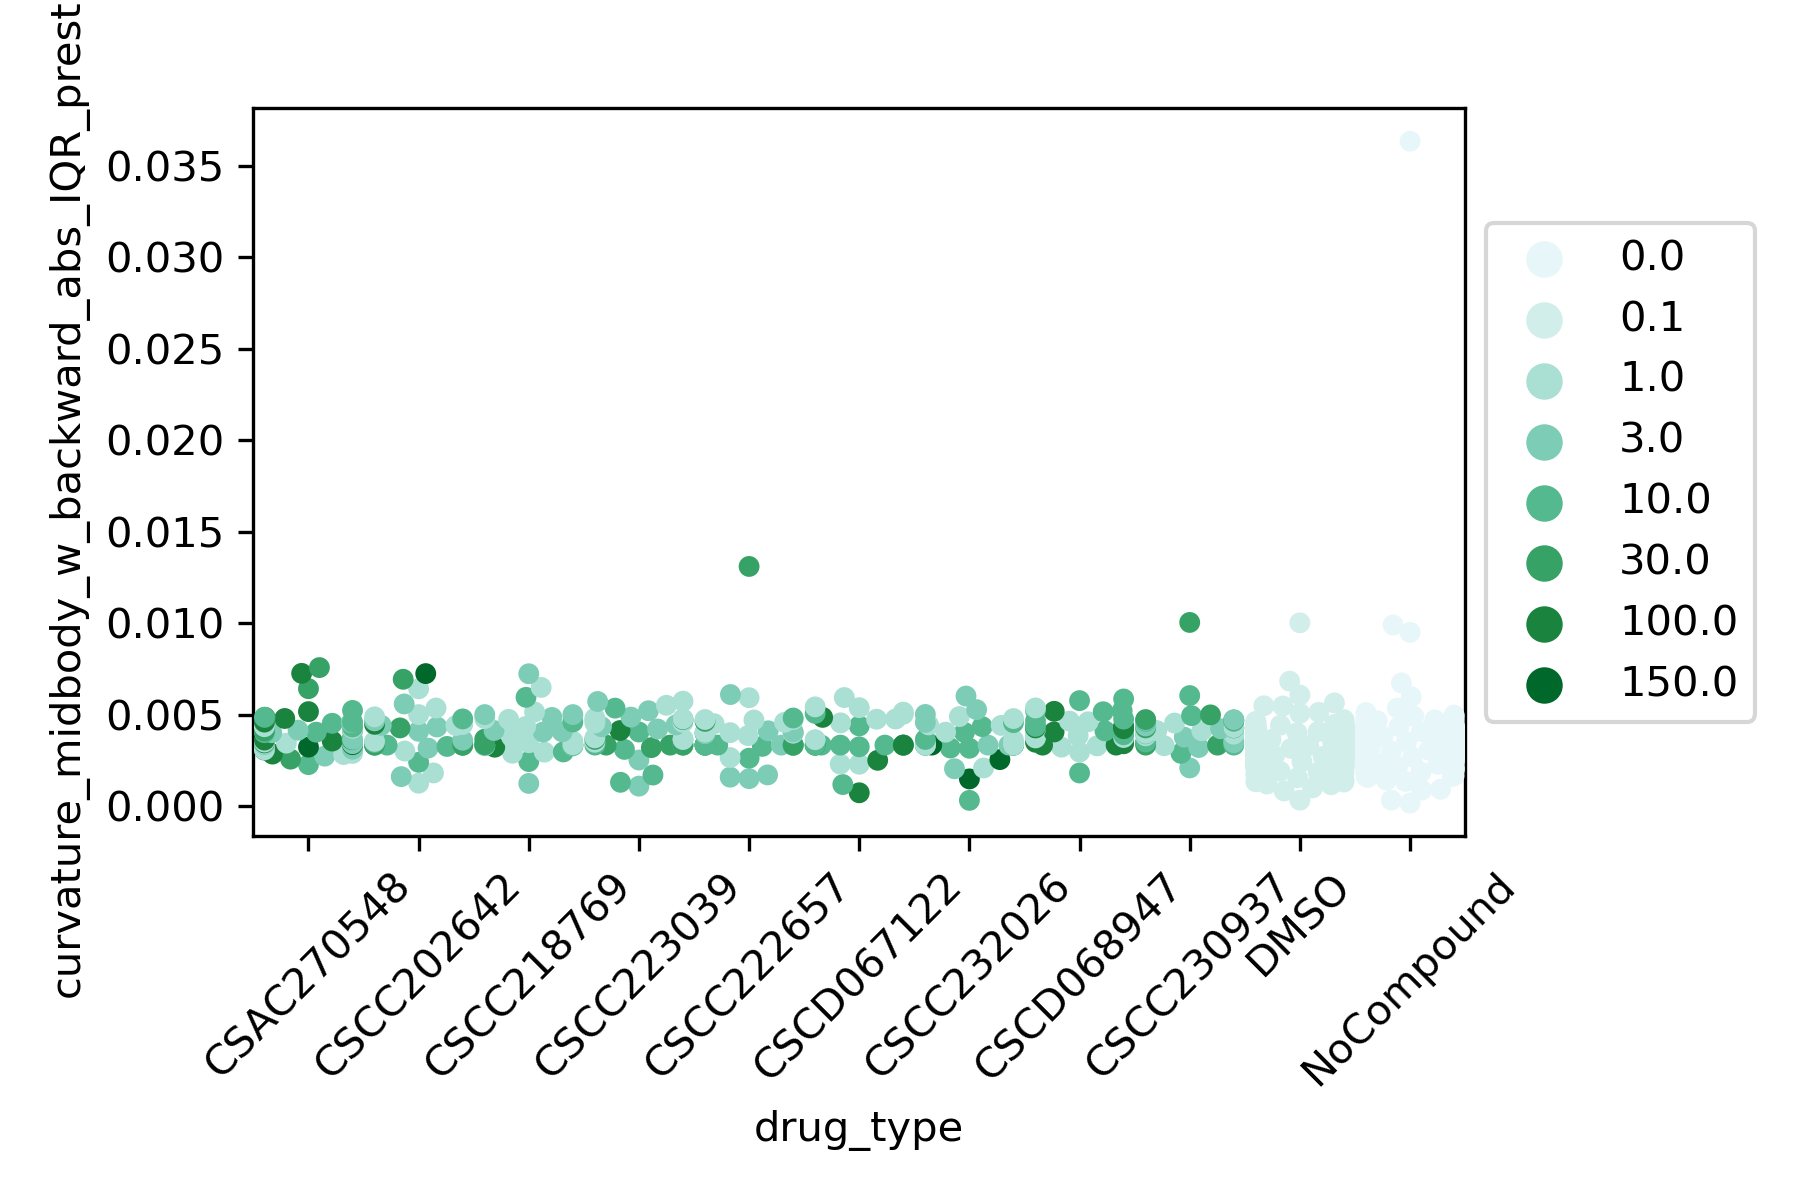 curvature_midbody_w_backward_abs_IQR_prest
0.035
0.030
0.025
0.020
0.015
0.010
0.005
0.000
0.0
0.1
1.0
3.0
10.0
30.0
100.0
150.0
CSAC270548
CSCC202642
CSCC218769
CSCC223039
CSCC222657
CSCD067122
CSCC232026
CSCD068947
CSCC230937
DMSO
NoCompound
drug_type